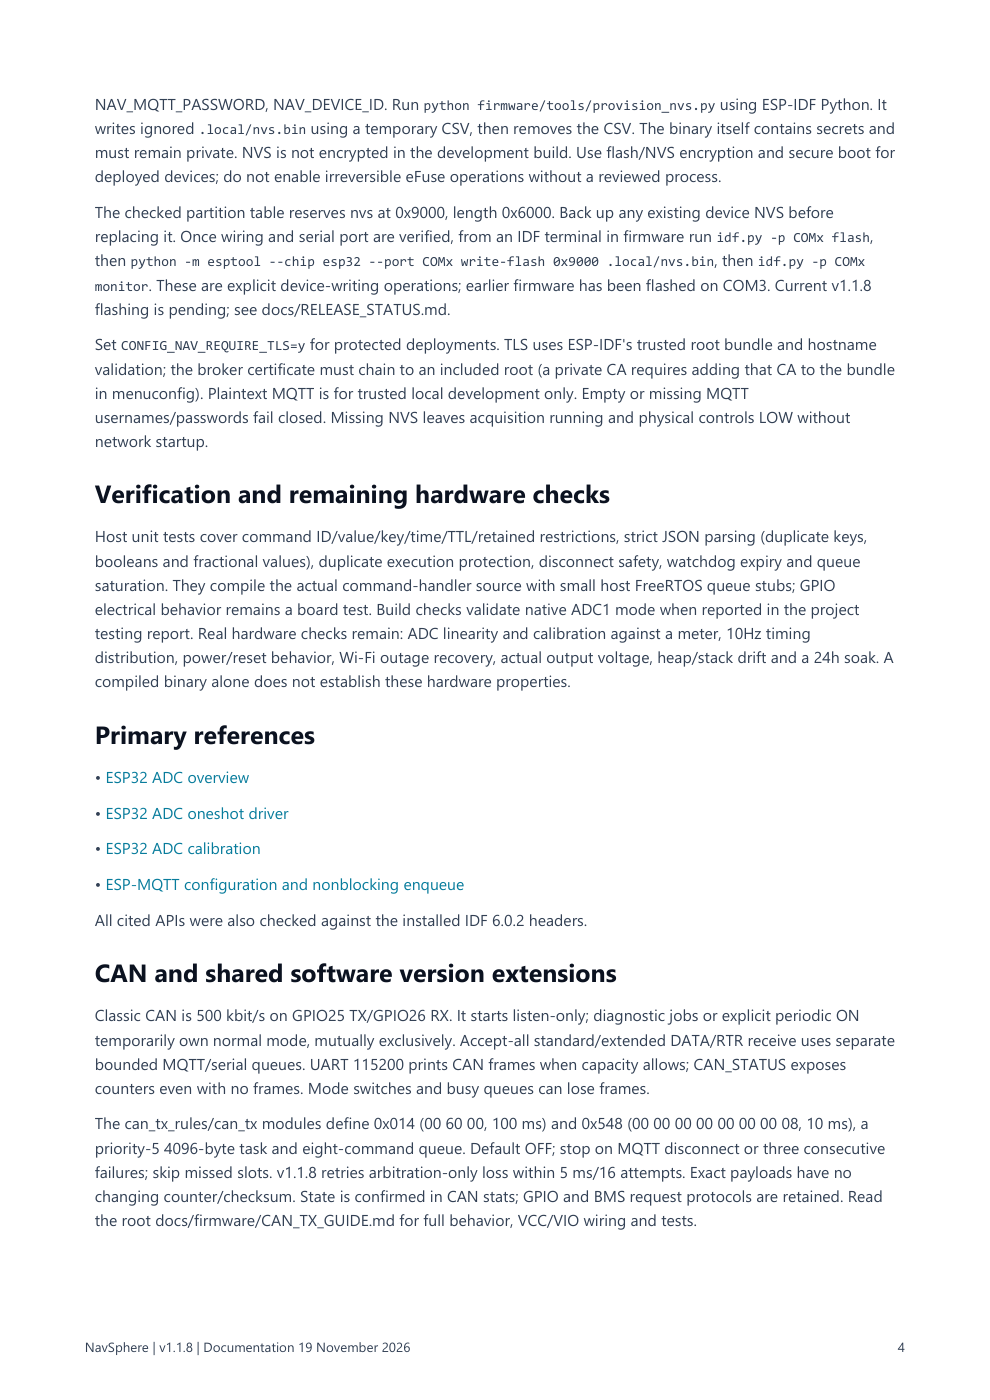 NAV_MQTT_PASSWORD, NAV_DEVICE_ID. Run python firmware/tools/provision_nvs.py using ESP-IDF Python. It
writes ignored .local/nvs.bin using a temporary CSV, then removes the CSV. The binary itself contains secrets and
must remain private. NVS is not encrypted in the development build. Use flash/NVS encryption and secure boot for
deployed devices; do not enable irreversible eFuse operations without a reviewed process.
The checked partition table reserves nvs at 0x9000, length 0x6000. Back up any existing device NVS before
replacing it. Once wiring and serial port are verified, from an IDF terminal in firmware run idf.py -p COMx flash,
then python -m esptool --chip esp32 --port COMx write-flash 0x9000 .local/nvs.bin, then idf.py -p COMx
monitor. These are explicit device-writing operations; earlier firmware has been flashed on COM3. Current v1.1.8
flashing is pending; see docs/RELEASE_STATUS.md.
Set CONFIG_NAV_REQUIRE_TLS=y for protected deployments. TLS uses ESP-IDF's trusted root bundle and hostname
validation; the broker certificate must chain to an included root (a private CA requires adding that CA to the bundle
in menuconfig). Plaintext MQTT is for trusted local development only. Empty or missing MQTT
usernames/passwords fail closed. Missing NVS leaves acquisition running and physical controls LOW without
network startup.
Verification and remaining hardware checks
Host unit tests cover command ID/value/key/time/TTL/retained restrictions, strict JSON parsing (duplicate keys,
booleans and fractional values), duplicate execution protection, disconnect safety, watchdog expiry and queue
saturation. They compile the actual command-handler source with small host FreeRTOS queue stubs; GPIO
electrical behavior remains a board test. Build checks validate native ADC1 mode when reported in the project
testing report. Real hardware checks remain: ADC linearity and calibration against a meter, 10Hz timing
distribution, power/reset behavior, Wi-Fi outage recovery, actual output voltage, heap/stack drift and a 24h soak. A
compiled binary alone does not establish these hardware properties.
Primary references
• ESP32 ADC overview
• ESP32 ADC oneshot driver
• ESP32 ADC calibration
• ESP-MQTT configuration and nonblocking enqueue
All cited APIs were also checked against the installed IDF 6.0.2 headers.
CAN and shared software version extensions
Classic CAN is 500 kbit/s on GPIO25 TX/GPIO26 RX. It starts listen-only; diagnostic jobs or explicit periodic ON
temporarily own normal mode, mutually exclusively. Accept-all standard/extended DATA/RTR receive uses separate
bounded MQTT/serial queues. UART 115200 prints CAN frames when capacity allows; CAN_STATUS exposes
counters even with no frames. Mode switches and busy queues can lose frames.
The can_tx_rules/can_tx modules define 0x014 (00 60 00, 100 ms) and 0x548 (00 00 00 00 00 00 00 08, 10 ms), a
priority-5 4096-byte task and eight-command queue. Default OFF; stop on MQTT disconnect or three consecutive
failures; skip missed slots. v1.1.8 retries arbitration-only loss within 5 ms/16 attempts. Exact payloads have no
changing counter/checksum. State is confirmed in CAN stats; GPIO and BMS request protocols are retained. Read
the root docs/firmware/CAN_TX_GUIDE.md for full behavior, VCC/VIO wiring and tests.
NavSphere | v1.1.8 | Documentation 19 November 2026
4